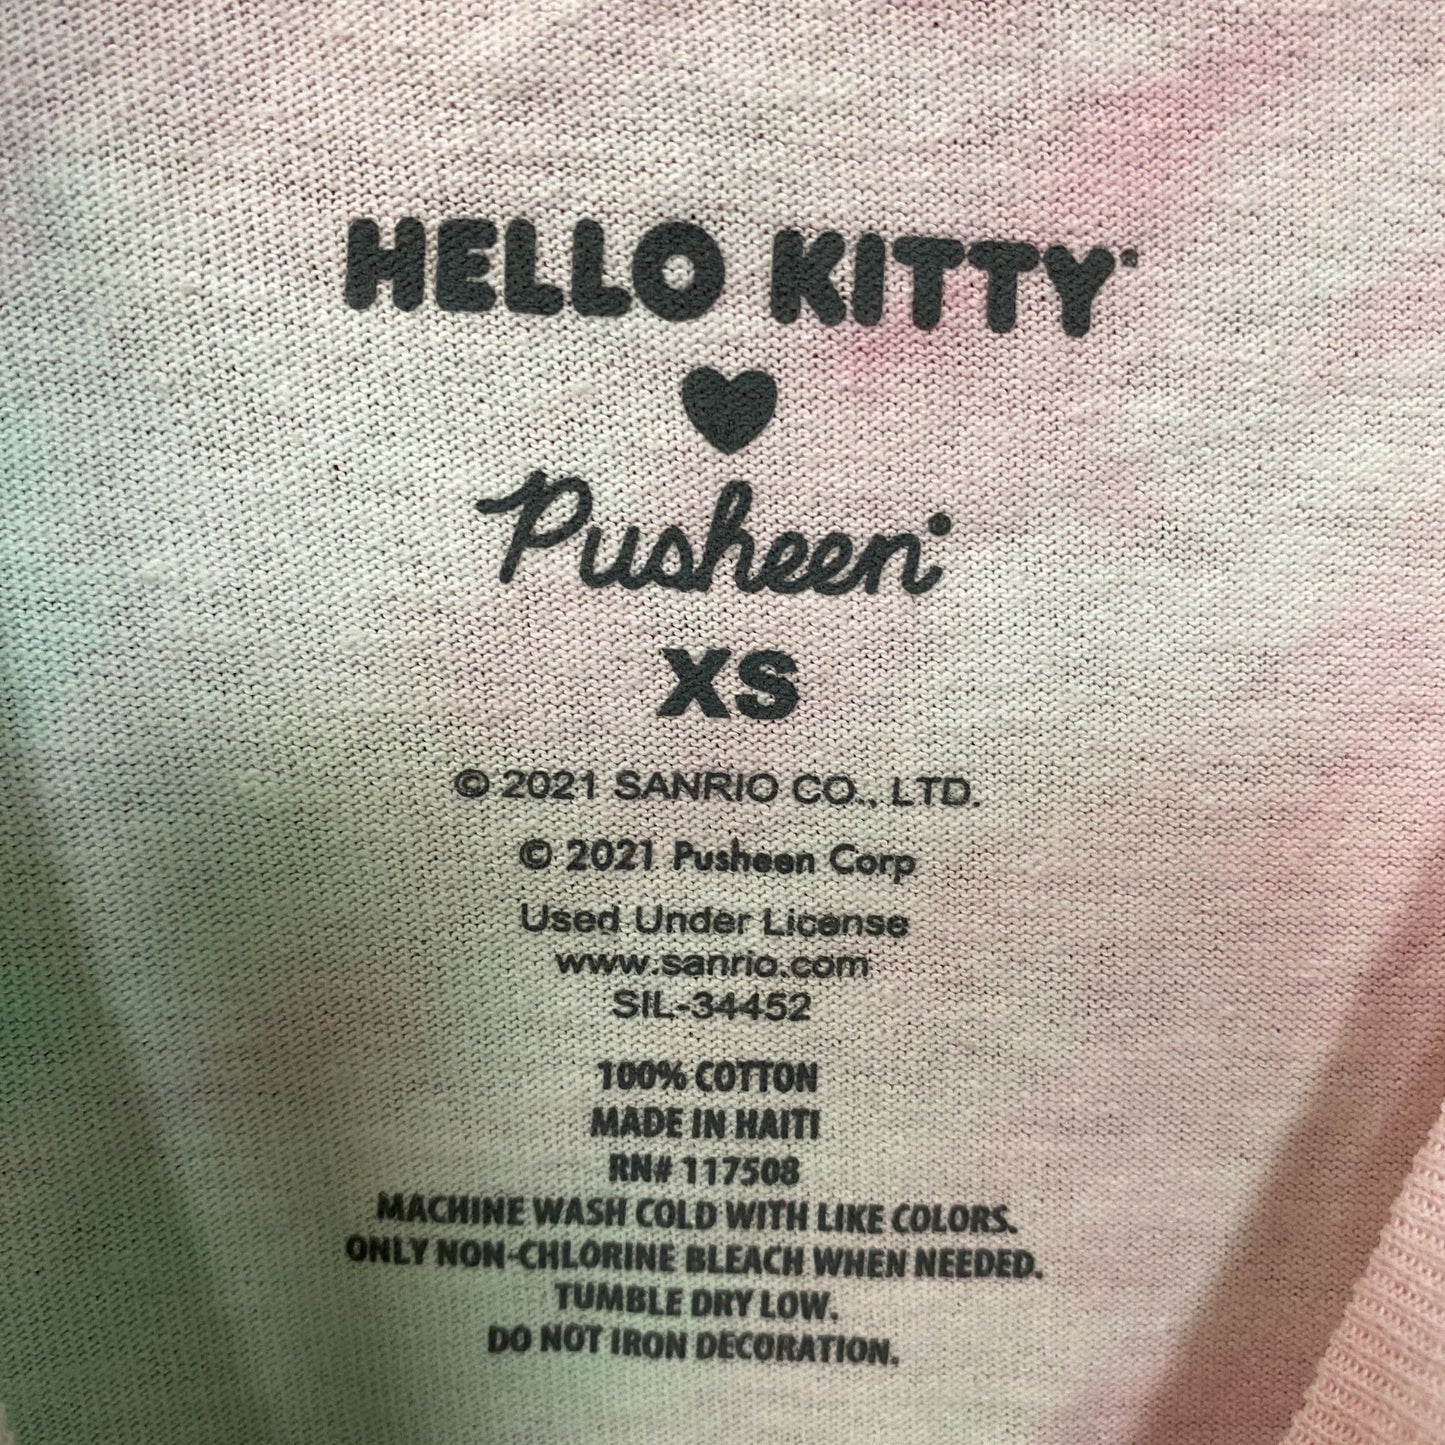 HELLO KITTY®
♥
Pusheen®
XS
© 2021 SANRIO CO., LTD.
© 2021 Pusheen Corp
Used Under License
www.sanrio.com
SIL-34452
100% COTTON
MADE IN HAITI
RN# 117508
MACHINE WASH COLD WITH LIKE COLORS.
ONLY NON-CHLORINE BLEACH WHEN NEEDED.
TUMBLE DRY LOW.
DO NOT IRON DECORATION.